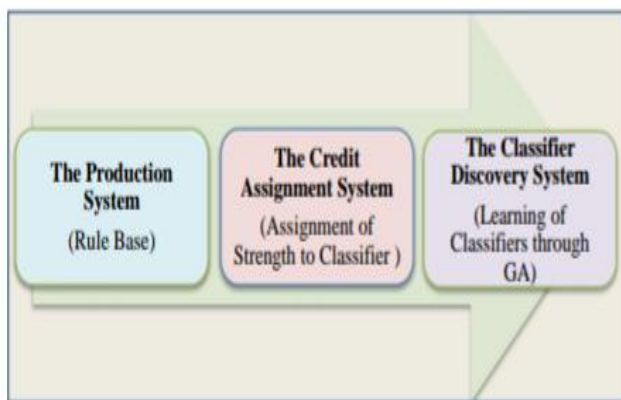 The Production
System
(Rule Base)
The Credit
Assignment System
(Assignment of
Strength to Classifier )
The Classifier
Discovery System
(Learning of
Classifiers through
GA)